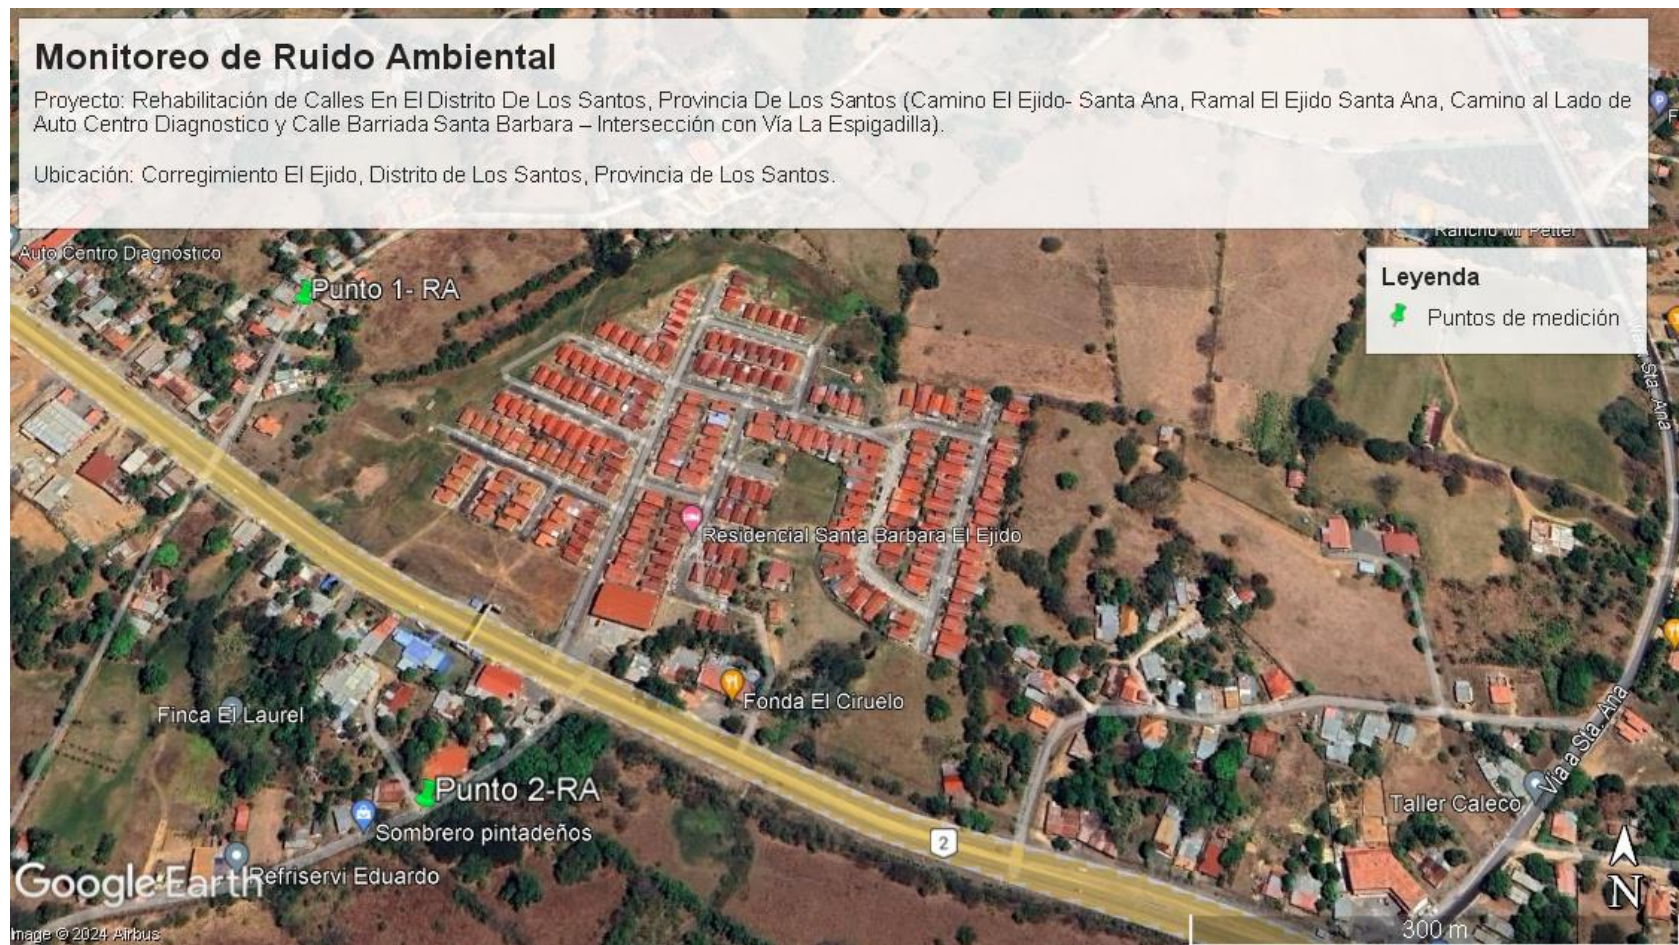 Monitoreo de Ruido Ambiental
Proyecto: Rehabilitación de Calles En El Distrito De Los Santos, Provincia De Los Santos (Camino El Ejido- Santa Ana, Ramal El Ejido Santa Ana, Camino al Lado de
Auto Centro Diagnostico y Calle Barriada Santa Barbara – Intersección con Vía La Espigadilla).
Ubicación: Corregimiento El Ejido, Distrito de Los Santos, Provincia de Los Santos.
Rancho Mi Petter
Auto Centro Diagnóstico
Leyenda
Puntos de medición
Punto 1- RA
Sta. Ana
Residencial Santa Barbara El Ejido
Fonda El Ciruelo
Finca El Laurel
Vía a Sta. Ana
Punto 2-RA
Taller Caleco
Sombrero pintadeños
2
Refriservi Eduardo
Google Earth
N
300 m
Image © 2024 Airbus